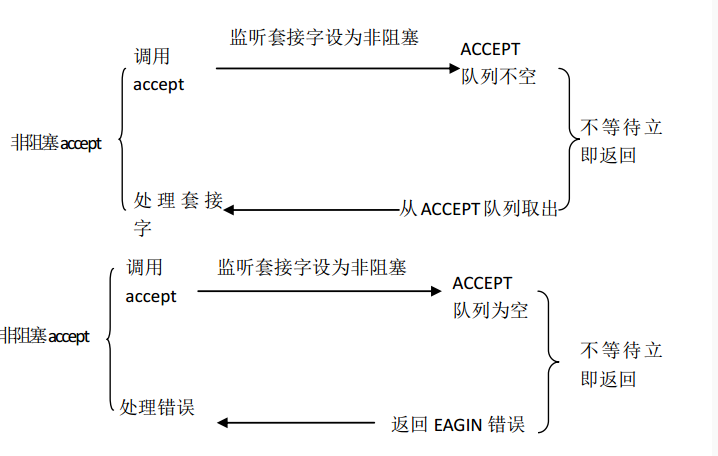 监听套接字设为非阻塞
调用
accept
ACCEPT
队列不空
非阻塞accept
不等待立
即返回
处理套接
字
从ACCEPT队列取出
调用
accept
监听套接字设为非阻塞
ACCEPT
队列为空
非阻塞accept
不等待立
即返回
处理错误
返回 EAGIN 错误